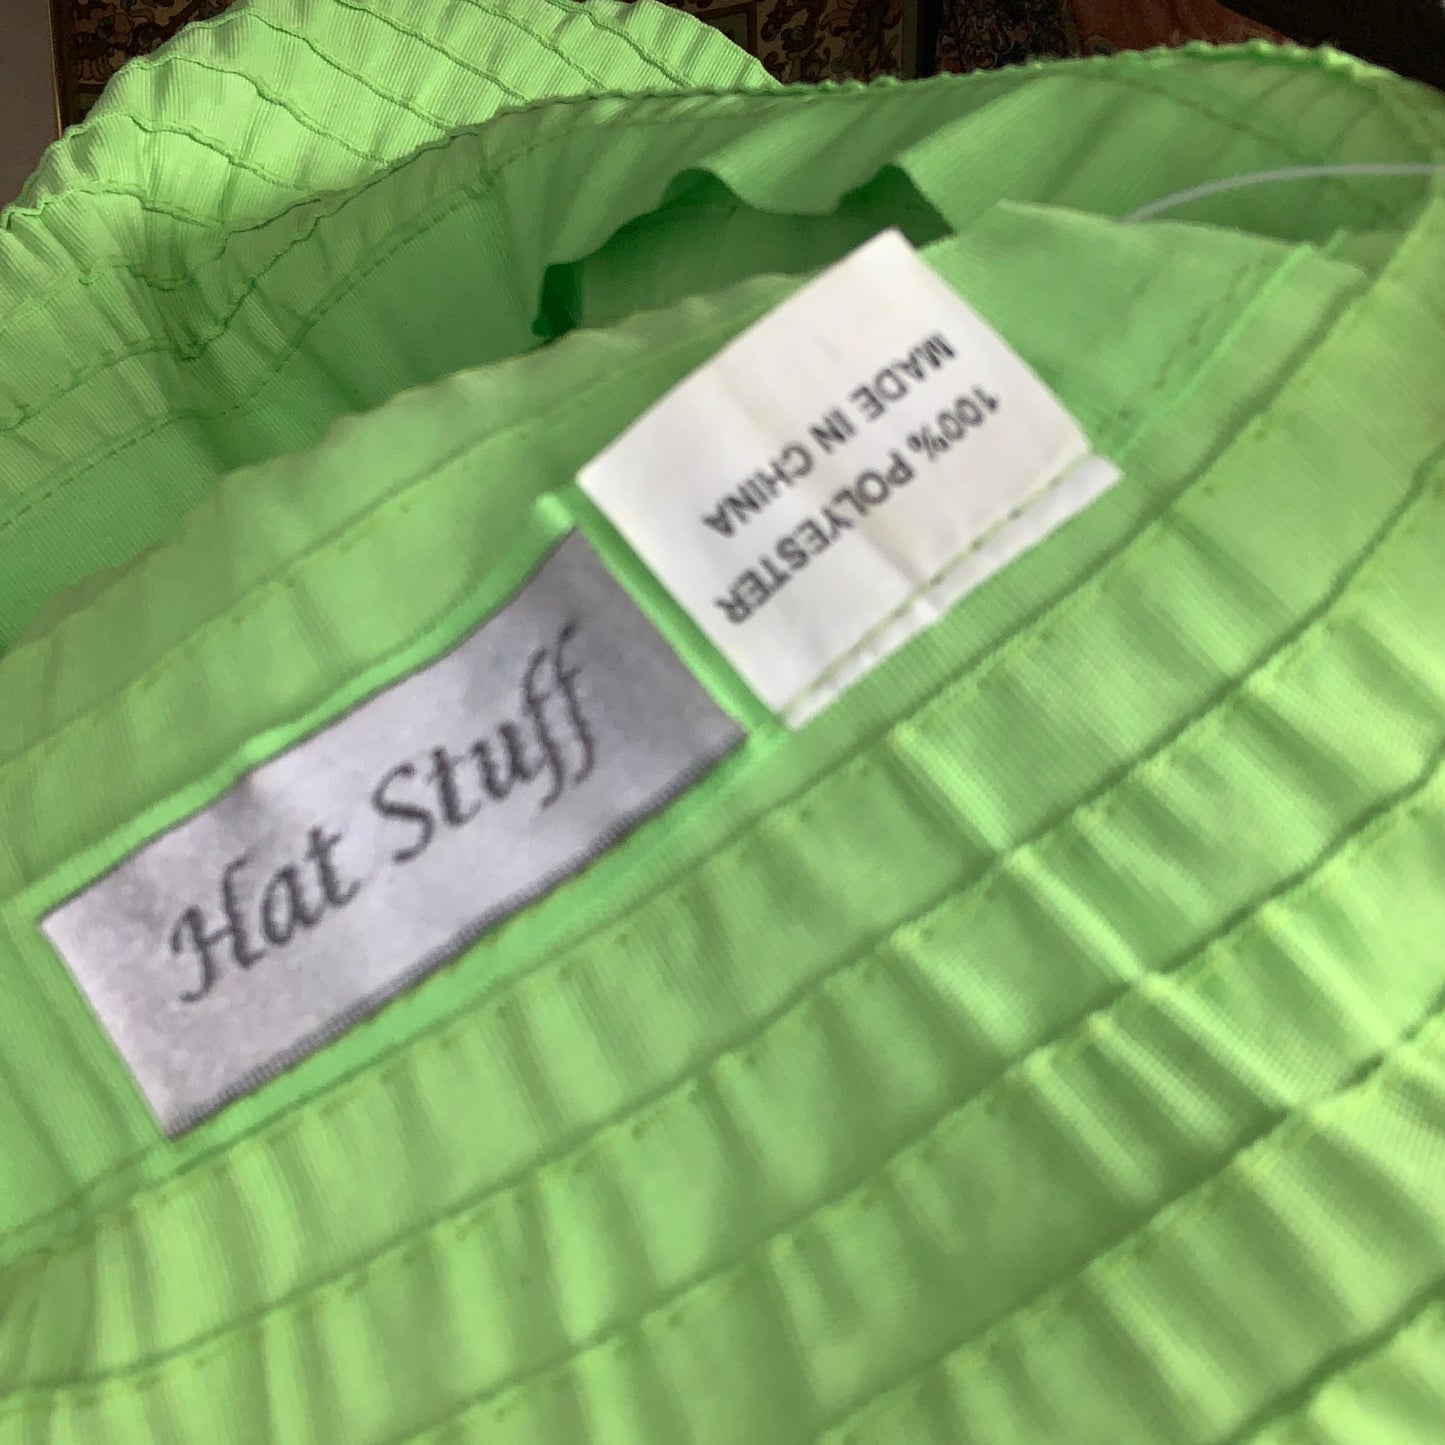 Hat Stuff
100% POLYESTER
MADE IN CHINA